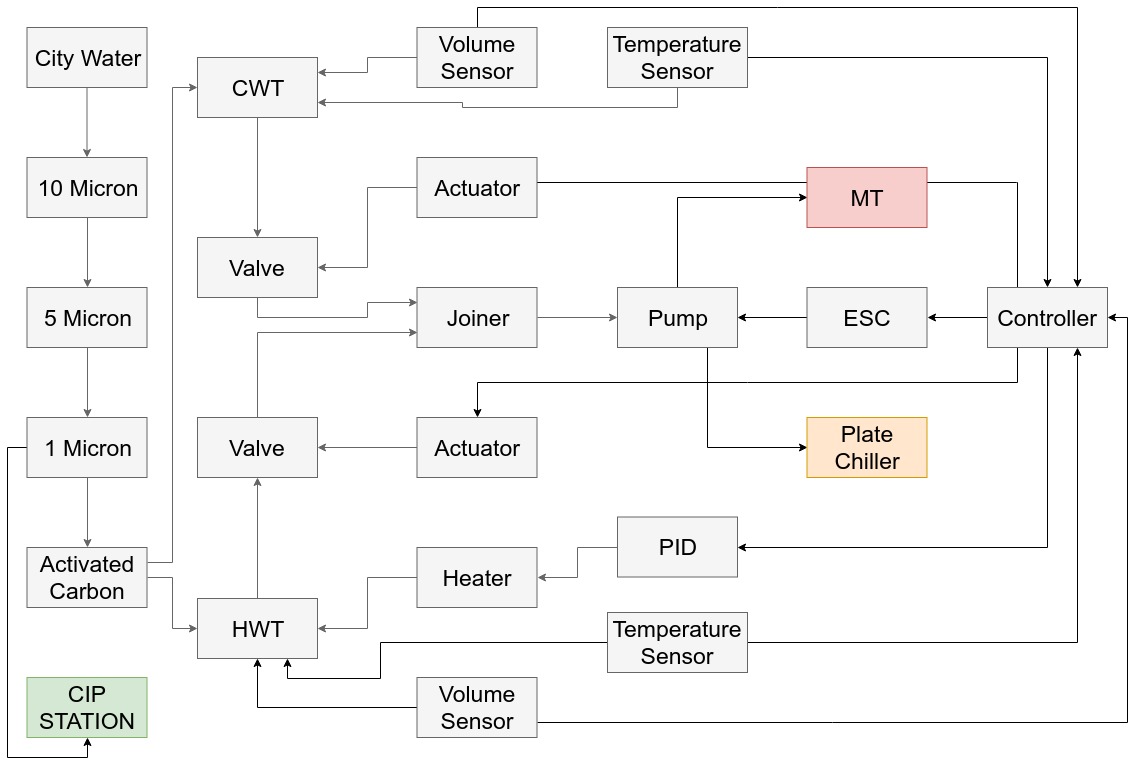 City Water
Volume
Sensor
Temperature
Sensor
CWT
10 Micron
Actuator
MT
Valve
5 Micron
Joiner
Pump
ESC
Controller
1 Micron
Valve
Actuator
Plate
Chiller
Activated
Carbon
Heater
PID
HWT
Temperature
Sensor
CIP
STATION
Volume
Sensor